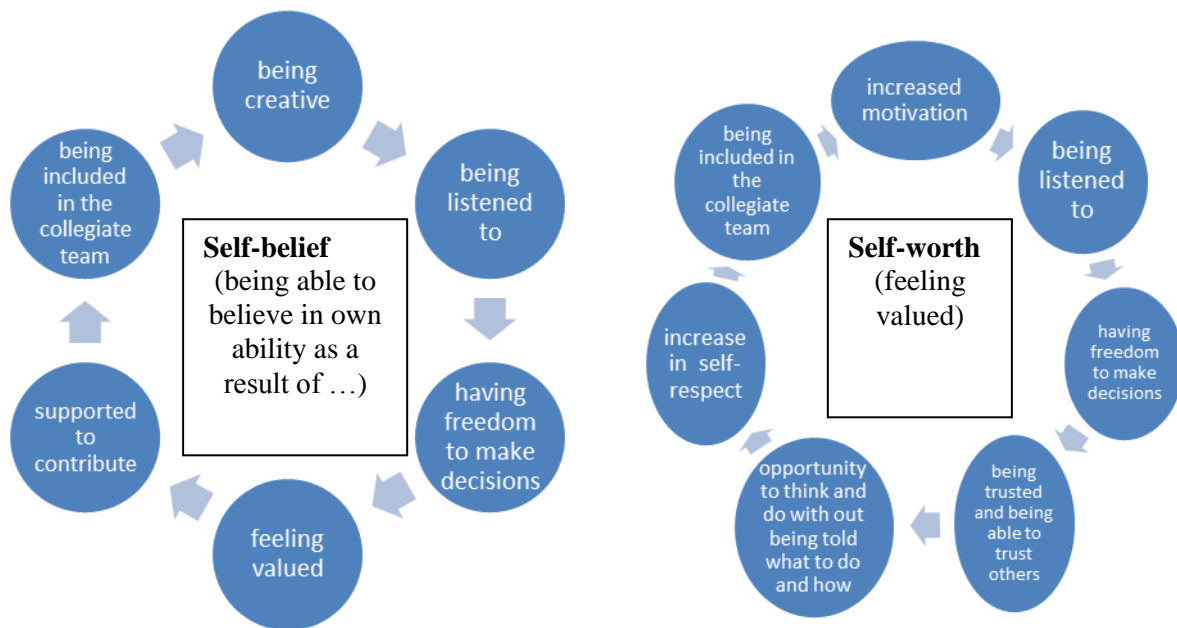 being
creative
being
listened
to
having
freedom
to make
decisions
feeling
valued
supported
to
contribute
being
included
in the
collegiate
team
Self-belief
(being able to
believe in own
ability as a
result of …)
increased
motivation
being
listened
to
having
freedom
to make
decisions
being
trusted
and being
able to
trust
others
opportunity
to think and
do with out
being told
what to do
and how
increase
in self-
respect
being
included in
the
collegiate
team
Self-worth
(feeling
valued)